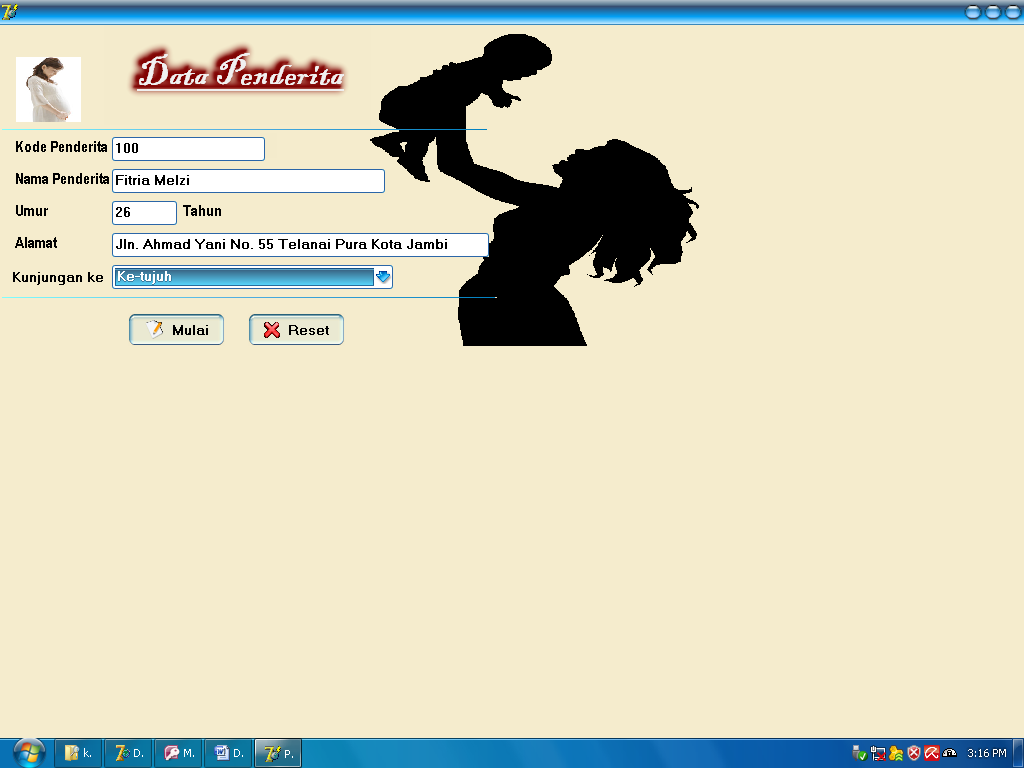 Data Penderita
Kode Penderita 100
Nama Penderita Fitria Melzi
Umur 26 Tahun
Alamat Jln. Ahmad Yani No. 55 Telanai Pura Kota Jambi
Kunjungan ke Ke-tujuh
Mulai Reset
k. D. M. D. P. 3:16 PM